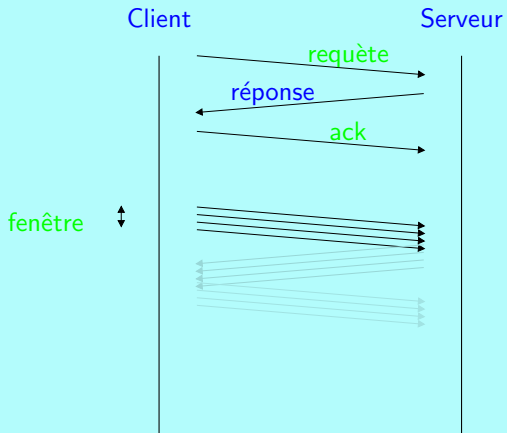 Client
Serveur
requète
réponse
ack
fenêtre